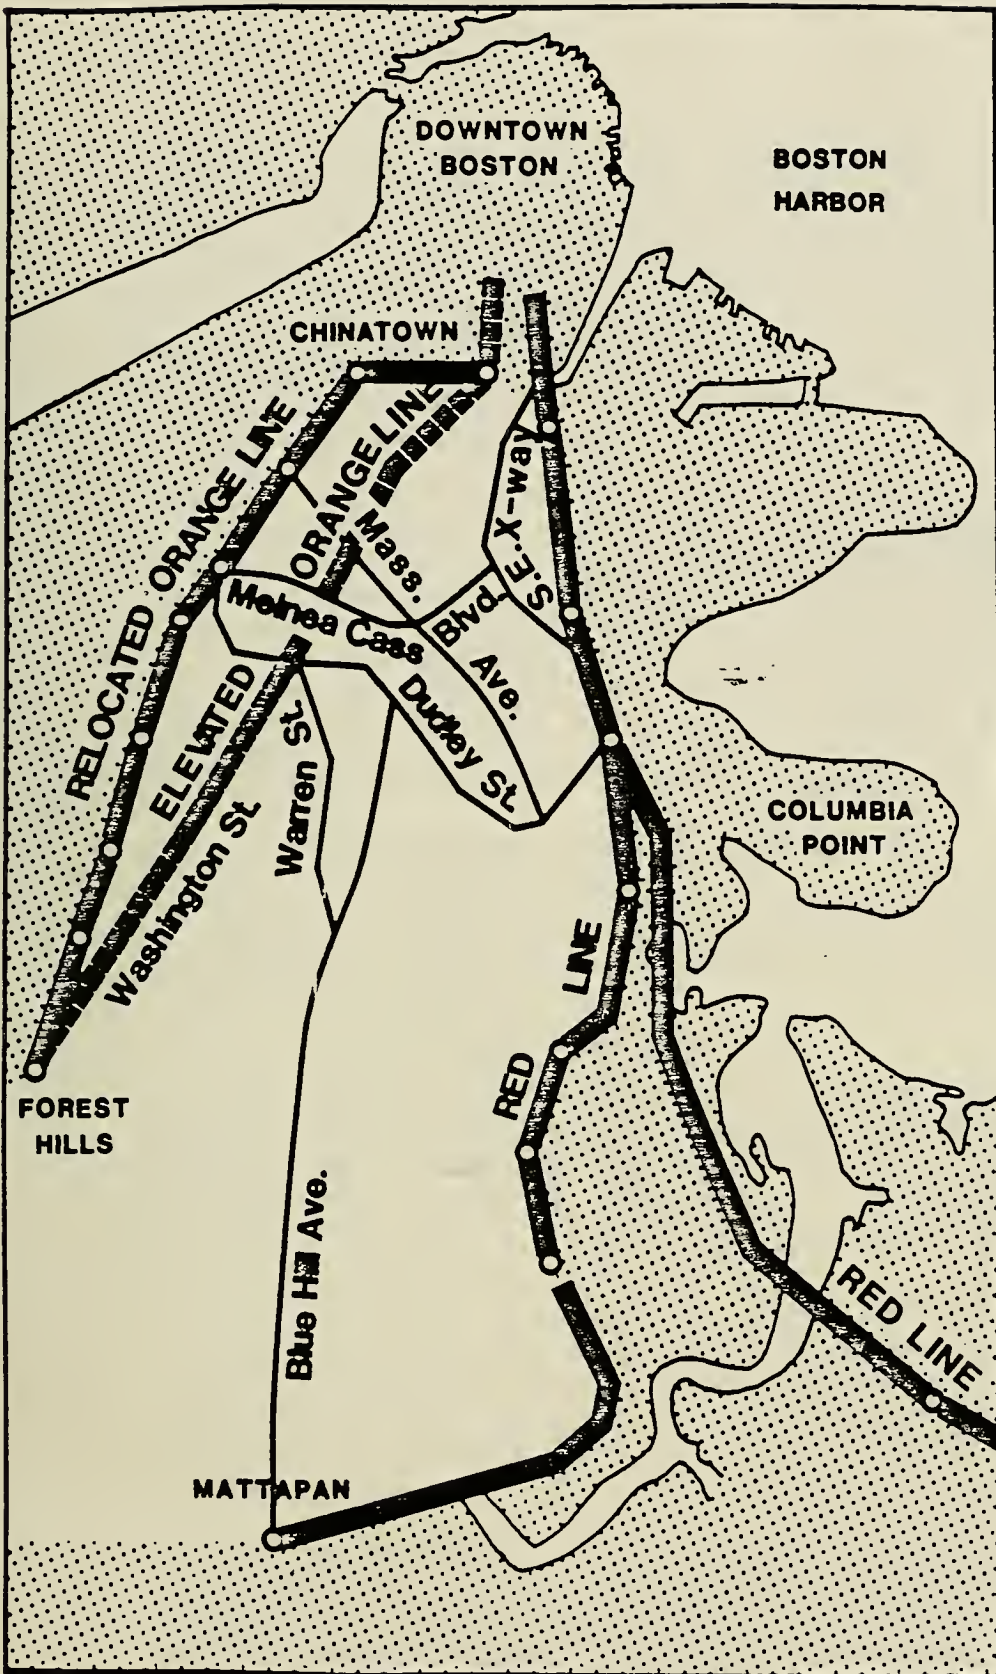 DOWNTOWN
BOSTON
BOSTON
HARBOR
CHINATOWN
RELOCATED ORANGE LINE
ORANGE LINE
ELEVATED
Washington St.
Mass.
Ave.
S.E. X-way
Melnea Cass
Blvd.
Dudley St.
Warren St.
COLUMBIA
POINT
RED
LINE
FOREST
HILLS
Blue Hill Ave.
RED LINE
MATTAPAN